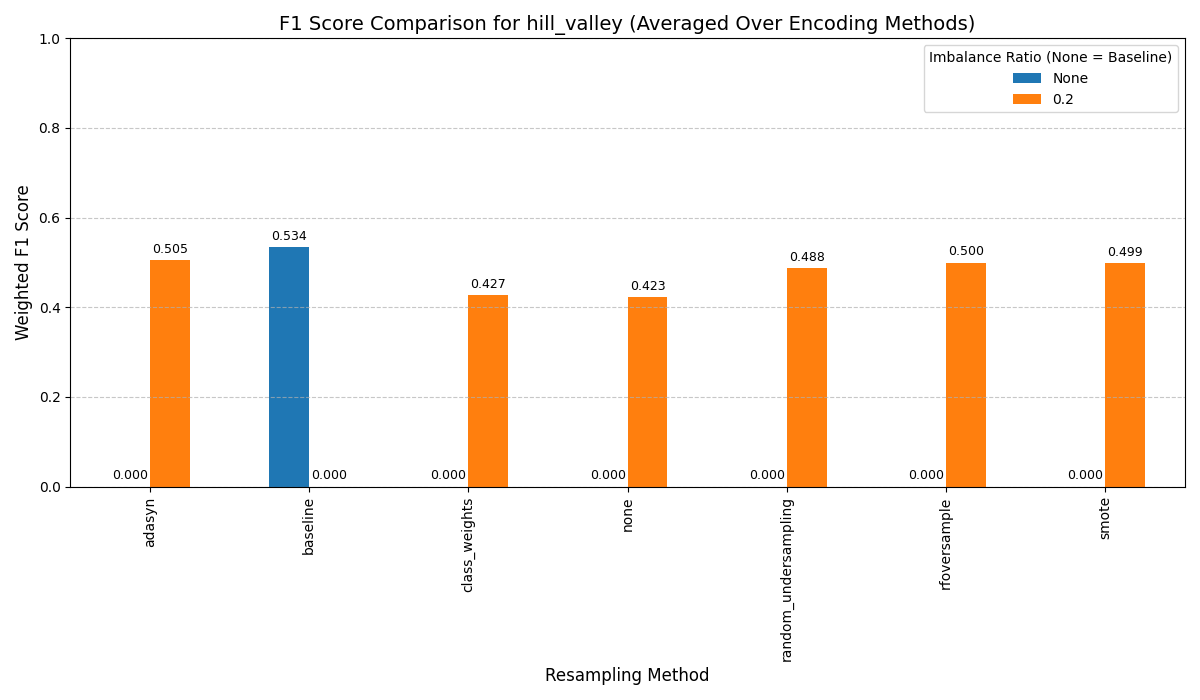 F1 Score Comparison for hill_valley (Averaged Over Encoding Methods)
Imbalance Ratio (None = Baseline)
None
0.2
Weighted F1 Score
1.0
0.8
0.6
0.4
0.2
0.0
0.000
0.505
0.534
0.000
0.000
0.427
0.000
0.423
0.000
0.488
0.000
0.500
0.000
0.499
adasyn
baseline
class_weights
none
random_undersampling
rfoversample
smote
Resampling Method